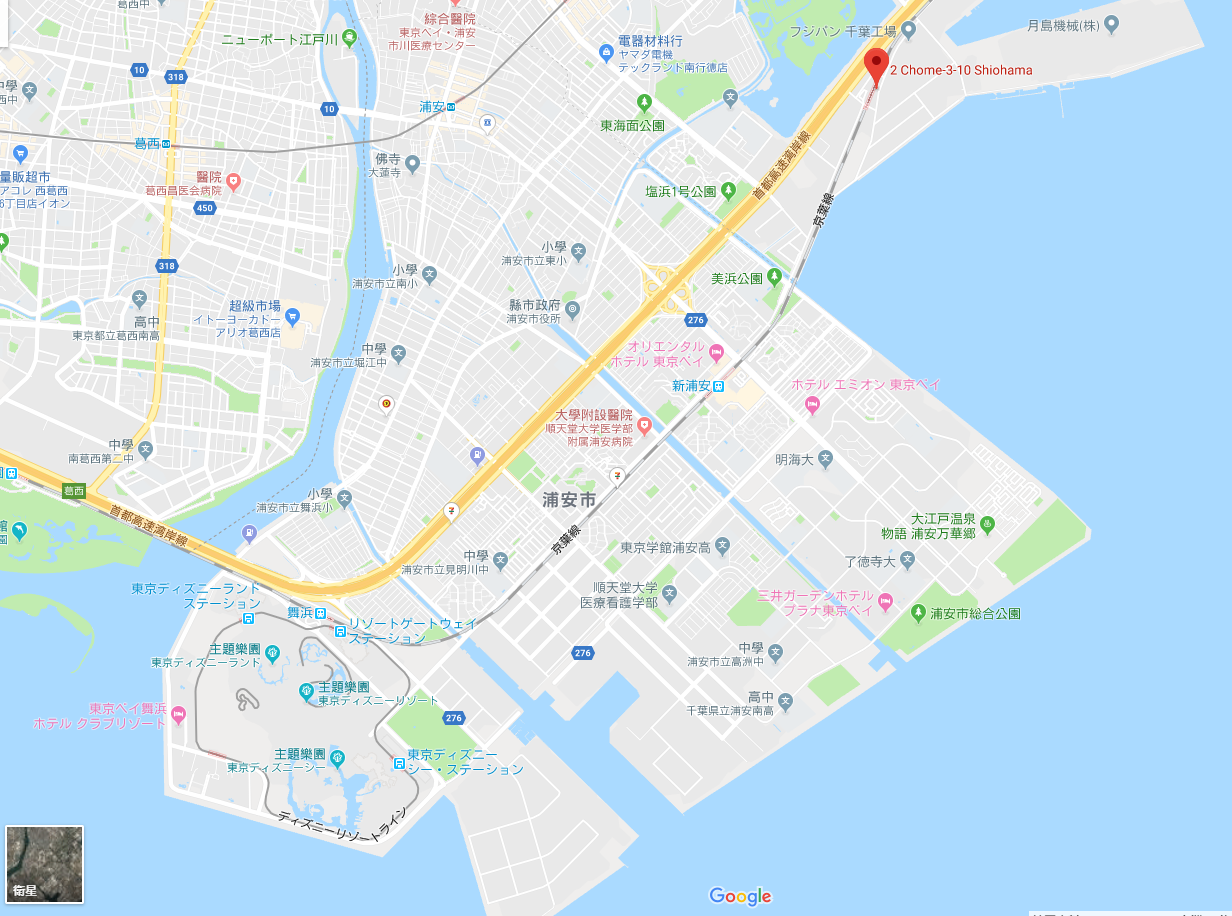 葛西中
ニューポート江戸川
綜合醫院
東京ベイ・浦安
市川医療センター
電器材料行
ヤマダ電機
テックランド南行徳店
フジパン 千葉工場
月島機械(株)
2 Chome-3-10 Shiohama
10
318
10
浦安
東海面公園
葛西
佛寺
大蓮寺
量販超市
アコレ 西葛西
6丁目店イオン
醫院
葛西昌医会病院
450
塩浜1号公園
首都高速湾岸線
京葉線
318
小學
浦安市立東小
小學
浦安市立南小
美浜公園
高中
東京都立葛西南高
超級市場
イトーヨーカドー
アリオ葛西店
縣市政府
浦安市役所
276
中學
浦安市立堀江中
オリエンタル
ホテル 東京ベイ
新浦安
ホテル エミオン 東京ベイ
大學附設醫院
順天堂大学医学部
附属浦安病院
中學
南葛西第二中
明海大
葛西
浦安市
小學
浦安市立舞浜小
首都高速湾岸線
京葉線
大江戸温泉
物語 浦安万華郷
東京学館浦安高
了徳寺大
中學
浦安市立見明川中
東京ディズニーランド
ステーション
舞浜
リゾートゲートウェイ
ステーション
順天堂大学
医療看護学部
三井ガーデンホテル
プラナ東京ベイ
浦安市総合公園
276
主題樂園
東京ディズニーランド
中學
浦安市立高洲中
主題樂園
東京ディズニーリゾート
高中
千葉県立浦安南高
東京ベイ舞浜
ホテル クラブリゾート
276
主題樂園
東京ディズニーシー
東京ディズニー
シー・ステーション
ディズニーリゾートライン
衛星
Google